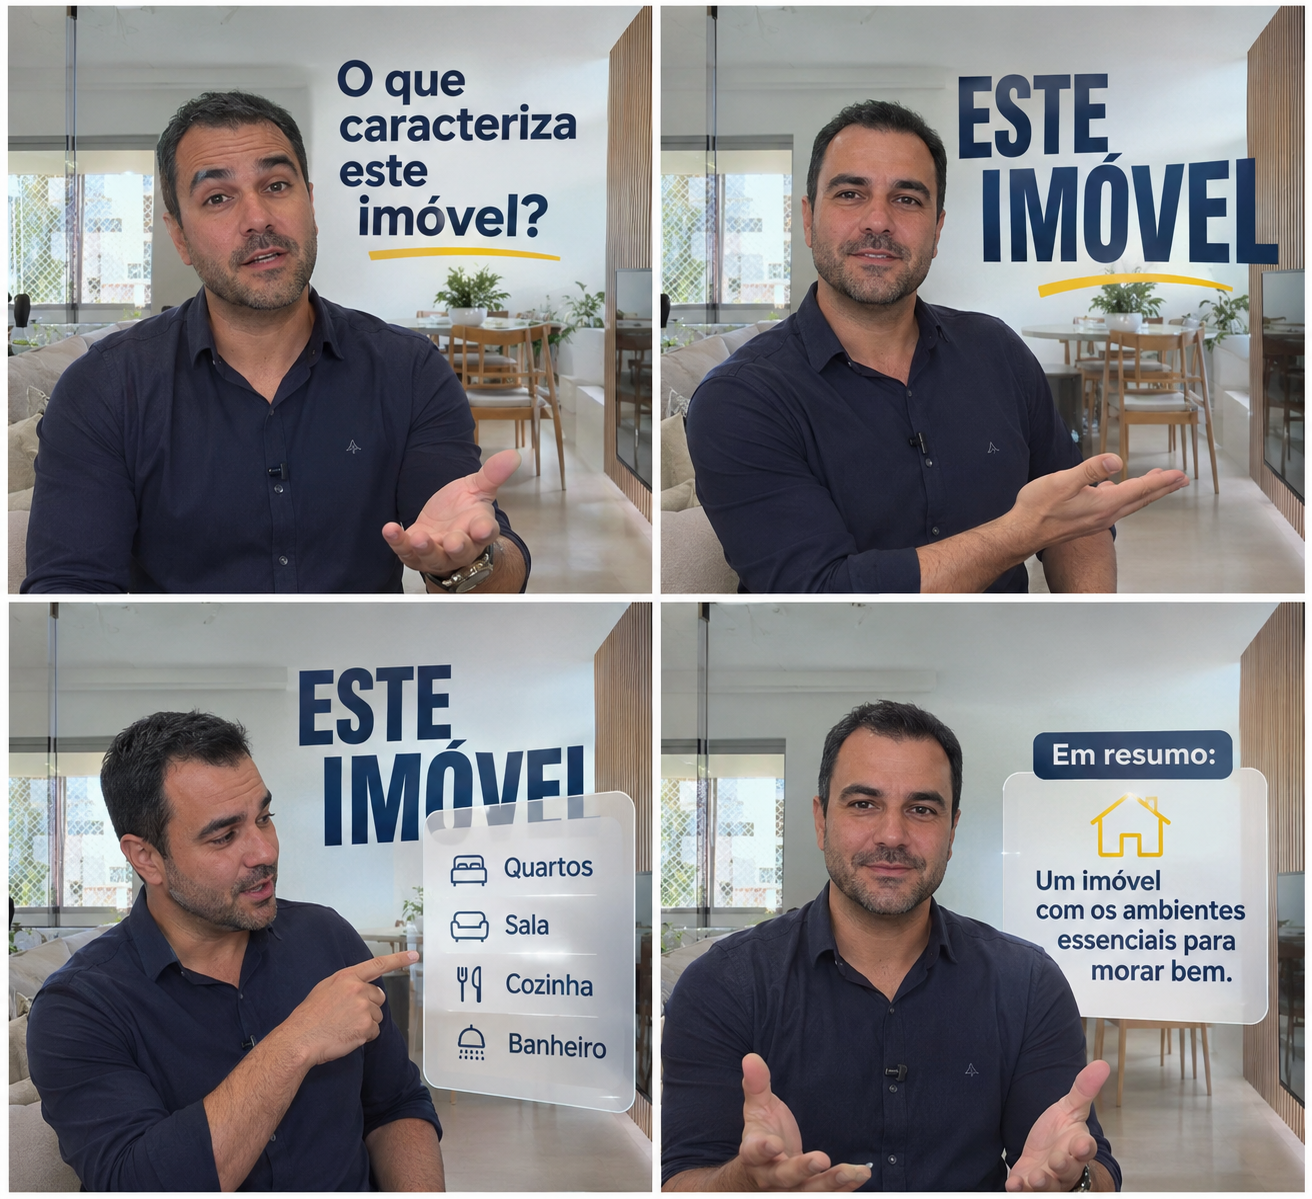 O que
caracteriza
este
imóvel?
ESTE
IMÓVEL
ESTE
IMÓVEL
Quartos
Sala
Cozinha
Banheiro
Em resumo:
Um imóvel
com os ambientes
essenciais para
morar bem.